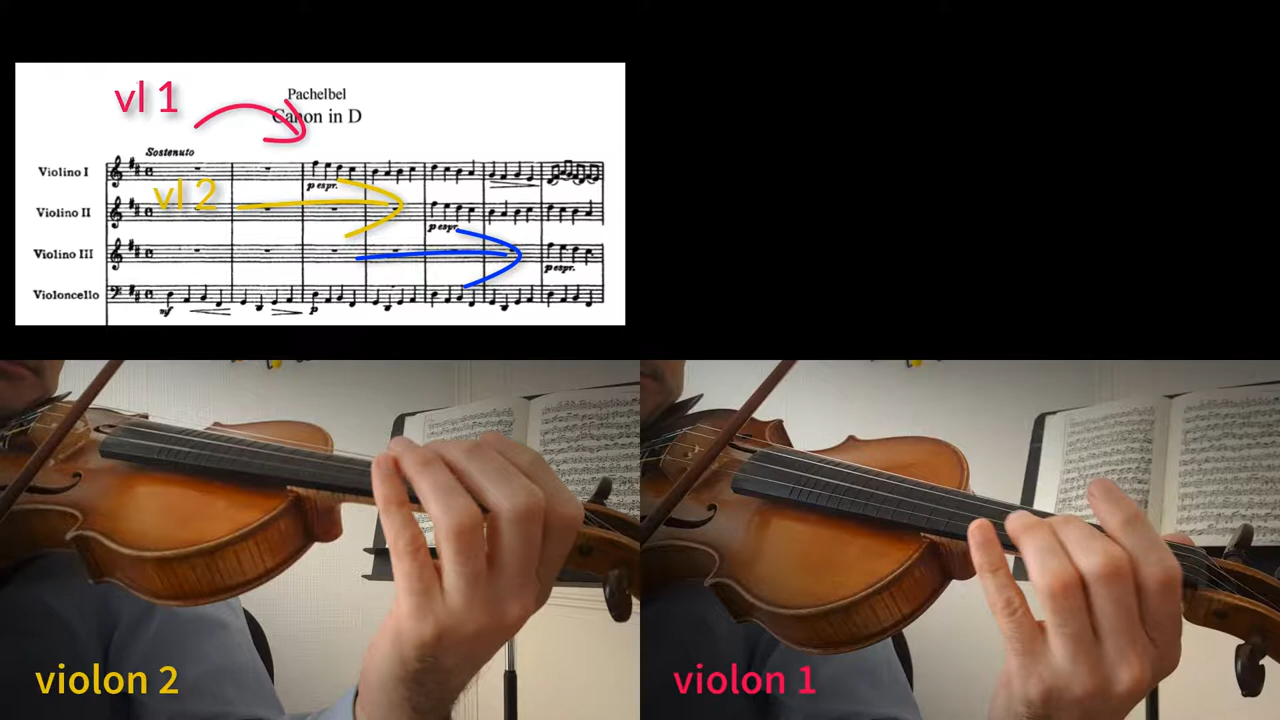 vl 1
Pachelbel
Canon in D
Sostenuto
Violino I
p espr.
vl 2
Violino II
p espr.
Violino III
p espr.
Violoncello
mf
p
violon 2
violon 1